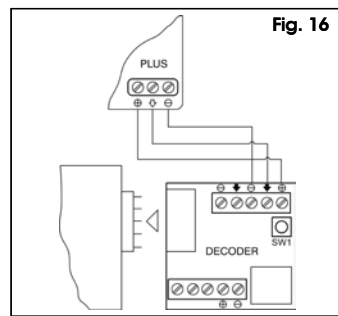 Fig. 16
PLUS
⊕ ⇩ ⊖
⊖ ⬇ ⊖ ⬇ ⊕
SW1
DECODER
⊕ ⊖